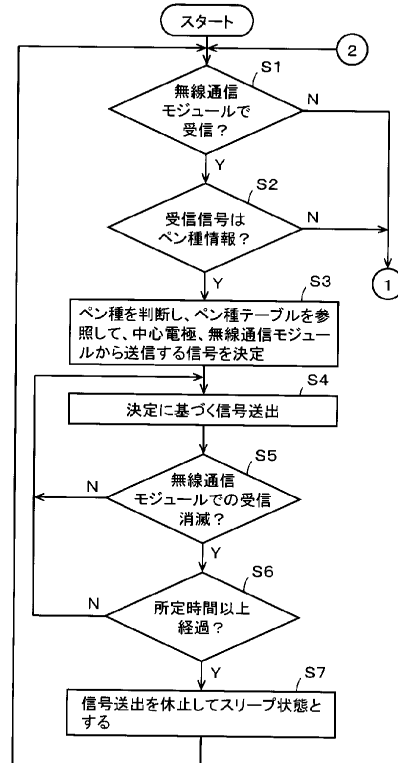 スタート
2
S1
無線通信
モジュールで
受信？
N
Y
S2
受信信号は
ペン種情報？
N
Y
1
S3
ペン種を判断し、ペン種テーブルを参
照して、中心電極、無線通信モジュー
ルから送信する信号を決定
S4
決定に基づく信号送出
S5
無線通信
モジュールでの受信
消滅？
N
Y
S6
所定時間以上
経過？
N
Y
S7
信号送出を休止してスリープ状態と
する